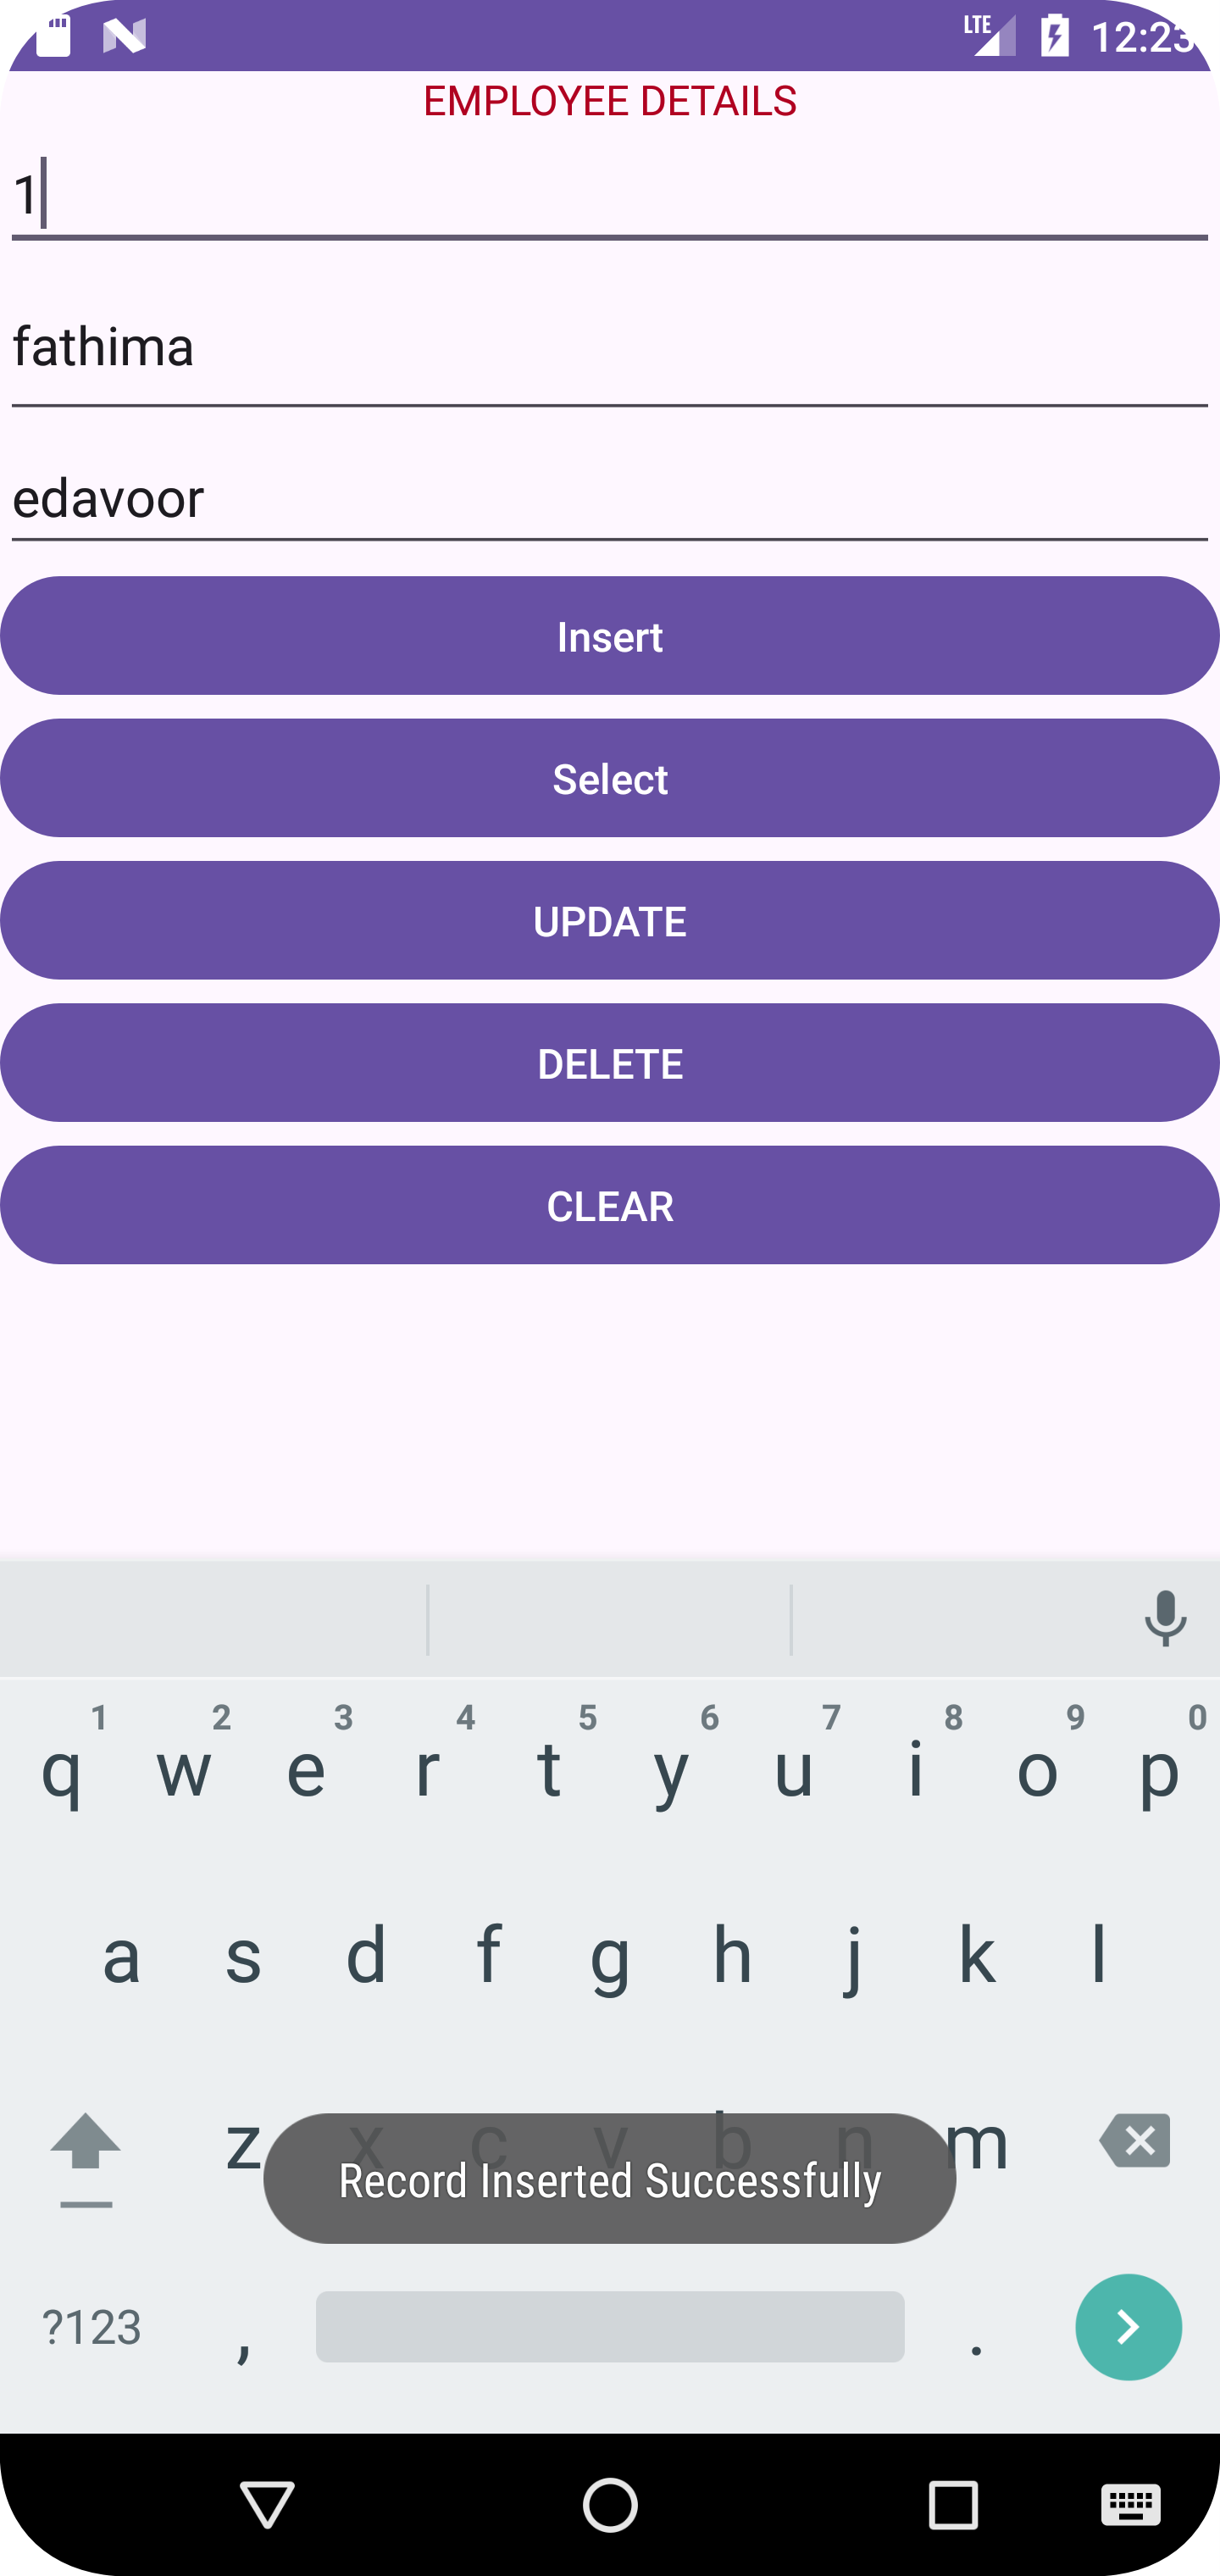 LTE 12:23
EMPLOYEE DETAILS
1
fathima
edavoor
Insert
Select
UPDATE
DELETE
CLEAR
1 2 3 4 5 6 7 8 9 0
q w e r t y u i o p
a s d f g h j k l
z x c v b n m
Record Inserted Successfully
?123 , .